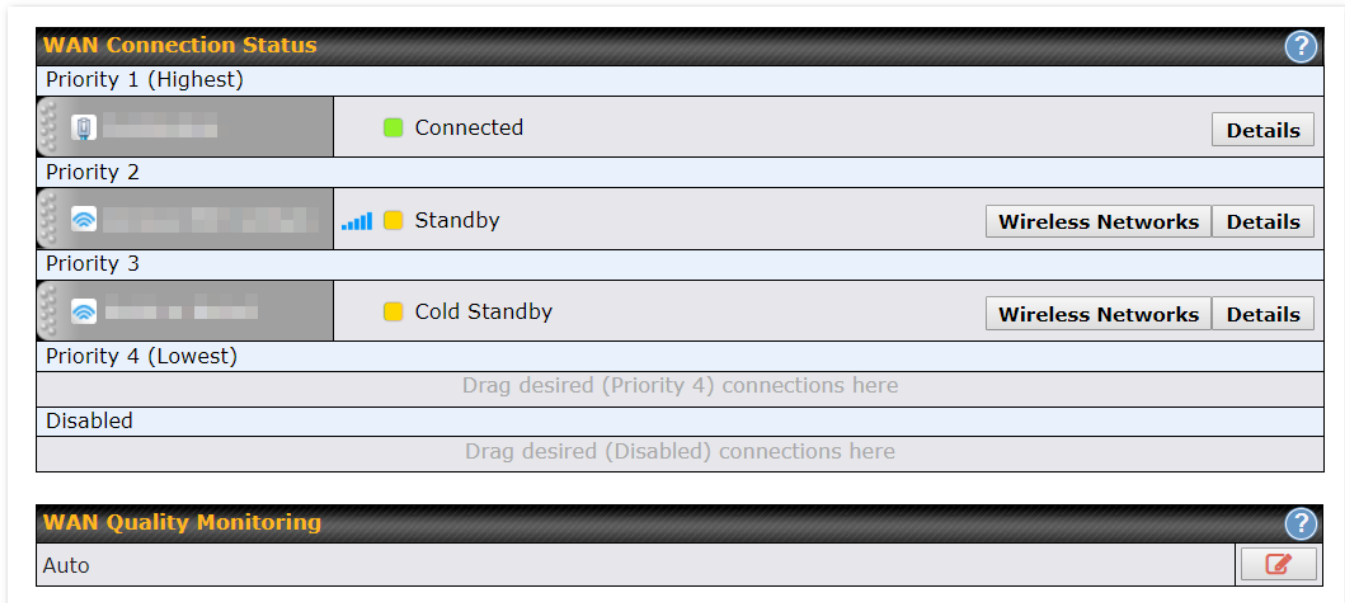 WAN Connection Status ?
Priority 1 (Highest)
Connected Details
Priority 2
Standby Wireless Networks Details
Priority 3
Cold Standby Wireless Networks Details
Priority 4 (Lowest)
Drag desired (Priority 4) connections here
Disabled
Drag desired (Disabled) connections here
WAN Quality Monitoring ?
Auto